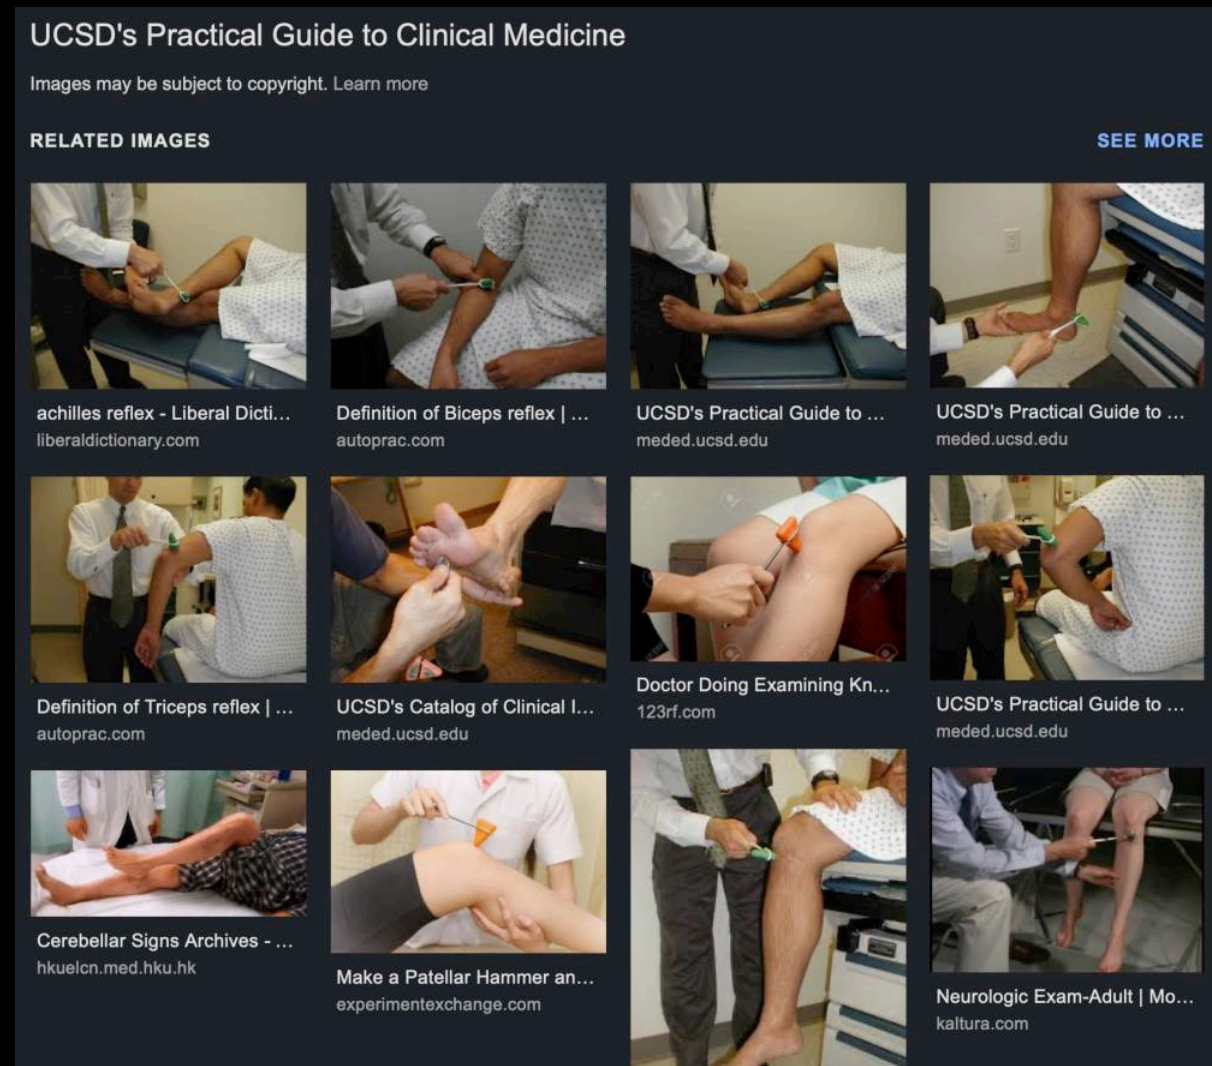 UCSD's Practical Guide to Clinical Medicine
Images may be subject to copyright. Learn more
RELATED IMAGES
SEE MORE
achilles reflex - Liberal Dicti...
liberaldictionary.com
Definition of Biceps reflex | ...
autoprac.com
UCSD's Practical Guide to ...
meded.ucsd.edu
UCSD's Practical Guide to ...
meded.ucsd.edu
Definition of Triceps reflex | ...
autoprac.com
UCSD's Catalog of Clinical I...
meded.ucsd.edu
Doctor Doing Examining Kn...
123rf.com
UCSD's Practical Guide to ...
meded.ucsd.edu
Cerebellar Signs Archives - ...
hkuelcn.med.hku.hk
Make a Patellar Hammer an...
experimentexchange.com
Neurologic Exam-Adult | Mo...
kaltura.com